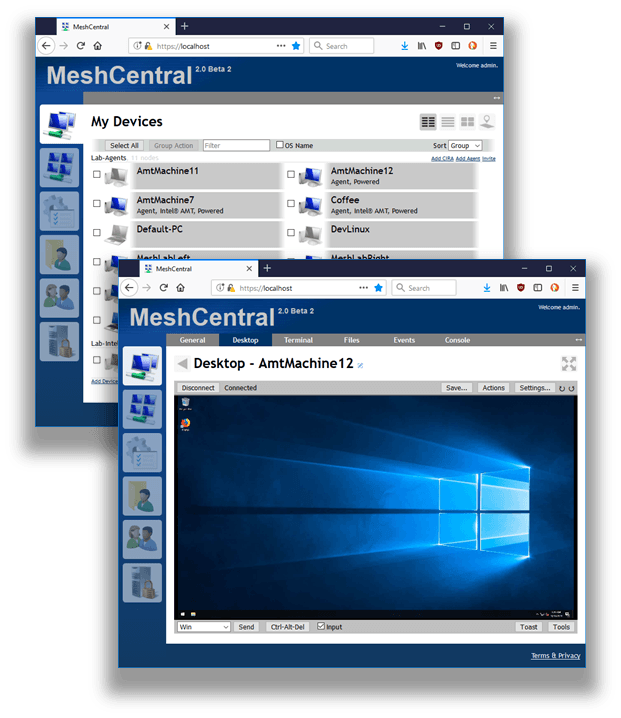 MeshCentral
https://localhost
Search
MeshCentral 2.0 Beta 2
Welcome admin.
My Devices
Select All Group Action Filter OS Name Sort Group
Lab-Agents 11 nodes Add CIRA Add Agent Invite
AmtMachine11 AmtMachine12
Agent, Powered
AmtMachine7 Coffee
Agent, Intel® AMT, Powered Agent, Intel® AMT, Powered
Default-PC DevLinux
MeshLabLeft MeshLabRight
Add Device
MeshCentral
https://localhost
Search
MeshCentral 2.0 Beta 2
Welcome admin.
General Desktop Terminal Files Events Console
Desktop - AmtMachine12
Disconnect Connected Save... Actions Settings...
Win Send Ctrl-Alt-Del Input Toast Tools
Terms & Privacy